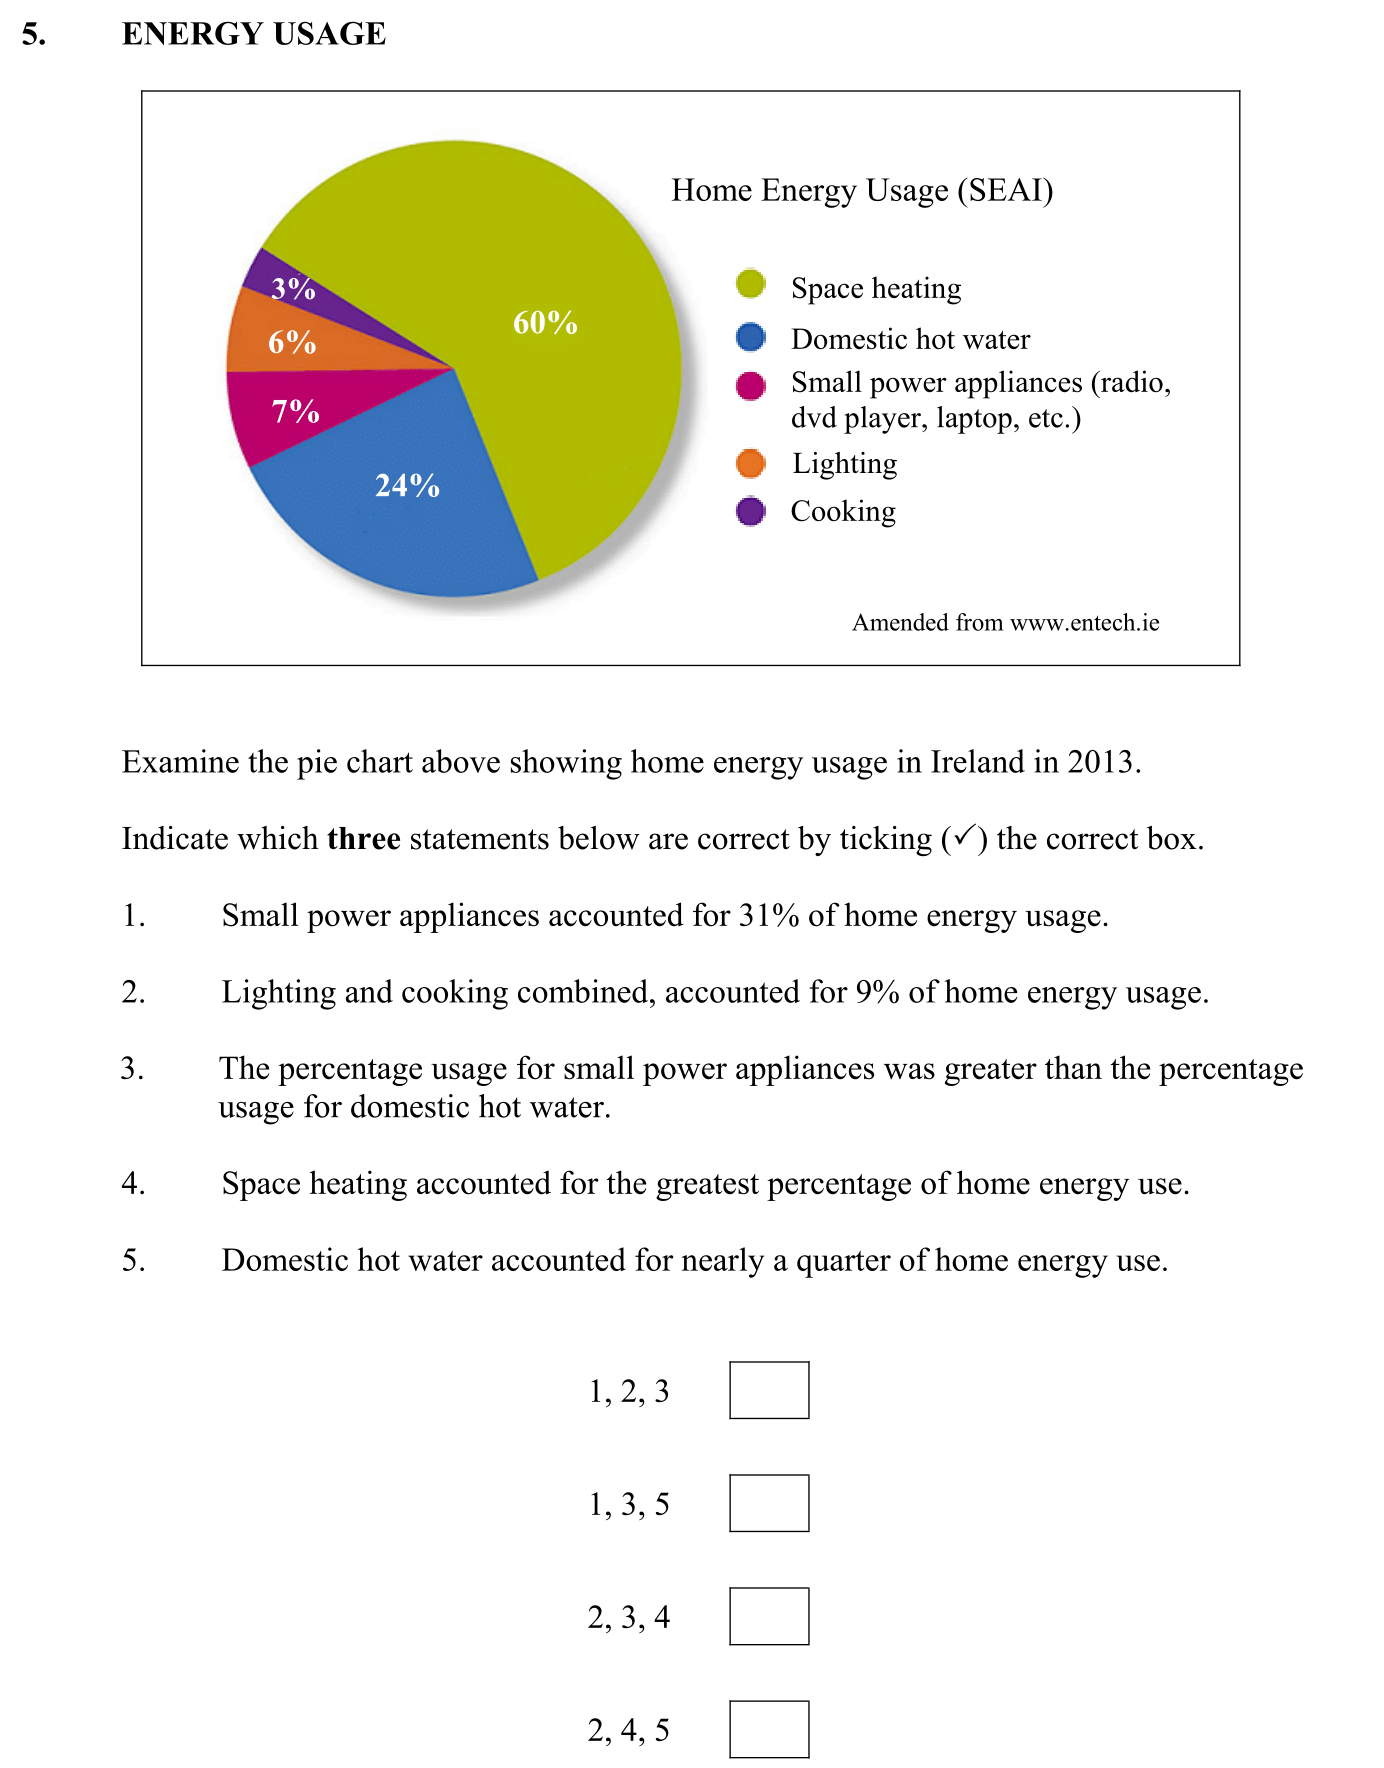 5. ENERGY USAGE
Home Energy Usage (SEAI)
60%
3%
6%
7%
24%
Space heating
Domestic hot water
Small power appliances (radio,
dvd player, laptop, etc.)
Lighting
Cooking
Amended from www.entech.ie
Examine the pie chart above showing home energy usage in Ireland in 2013.
Indicate which three statements below are correct by ticking (✓) the correct box.
1. Small power appliances accounted for 31% of home energy usage.
2. Lighting and cooking combined, accounted for 9% of home energy usage.
3. The percentage usage for small power appliances was greater than the percentage
usage for domestic hot water.
4. Space heating accounted for the greatest percentage of home energy use.
5. Domestic hot water accounted for nearly a quarter of home energy use.
1, 2, 3
1, 3, 5
2, 3, 4
2, 4, 5